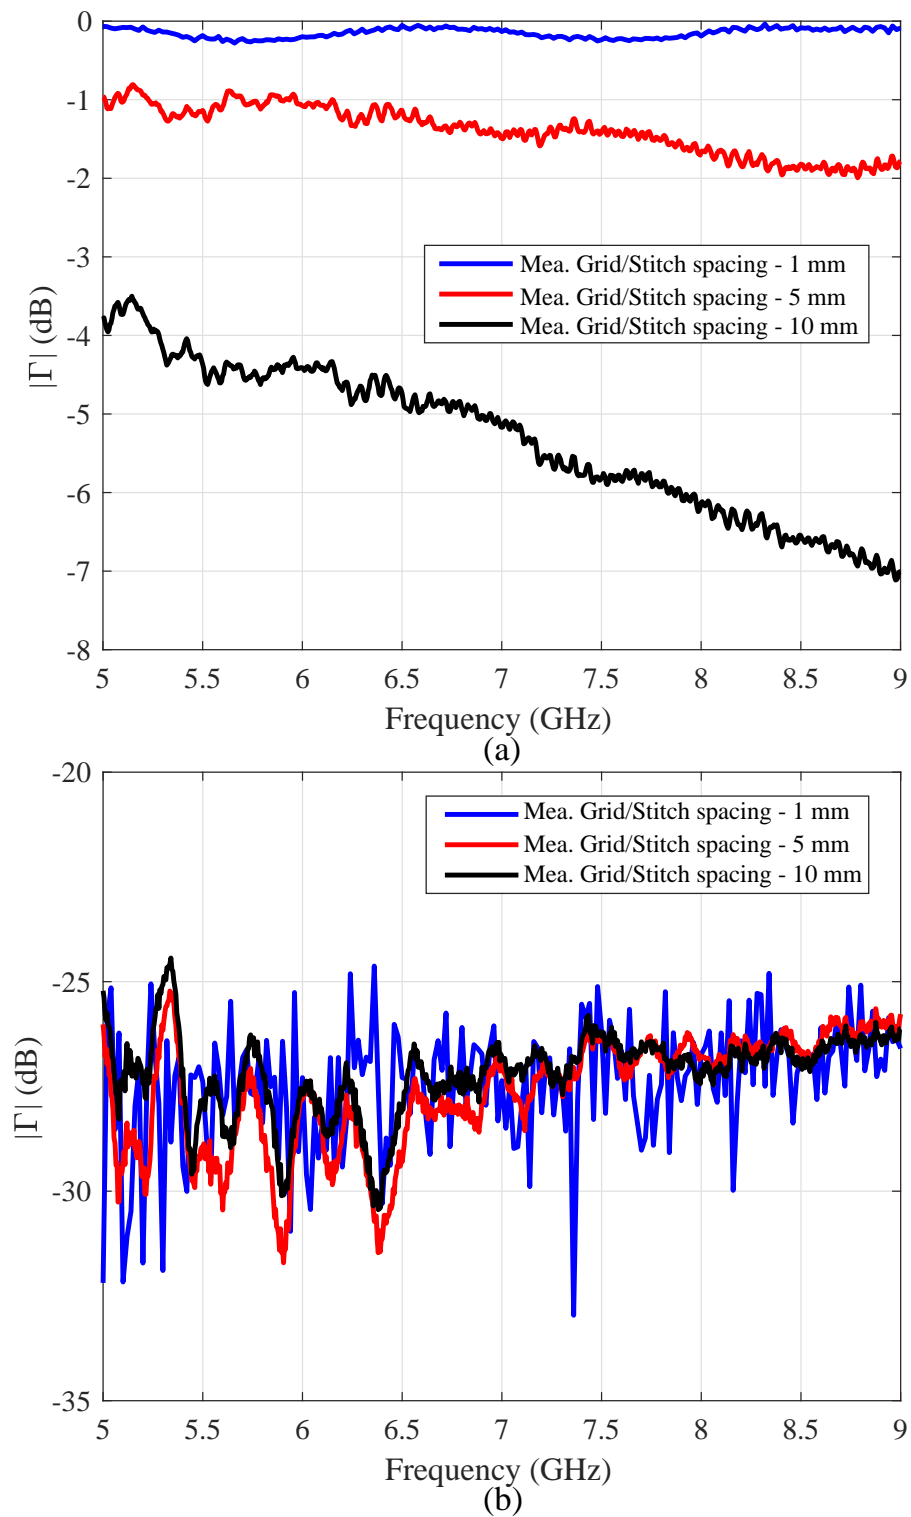 0
-1
-2
-3
-4
-5
-6
-7
-8
|Γ| (dB)
Mea. Grid/Stitch spacing - 1 mm
Mea. Grid/Stitch spacing - 5 mm
Mea. Grid/Stitch spacing - 10 mm
5 5.5 6 6.5 7 7.5 8 8.5 9
Frequency (GHz)
(a)
-20
-25
-30
-35
|Γ| (dB)
Mea. Grid/Stitch spacing - 1 mm
Mea. Grid/Stitch spacing - 5 mm
Mea. Grid/Stitch spacing - 10 mm
5 5.5 6 6.5 7 7.5 8 8.5 9
Frequency (GHz)
(b)